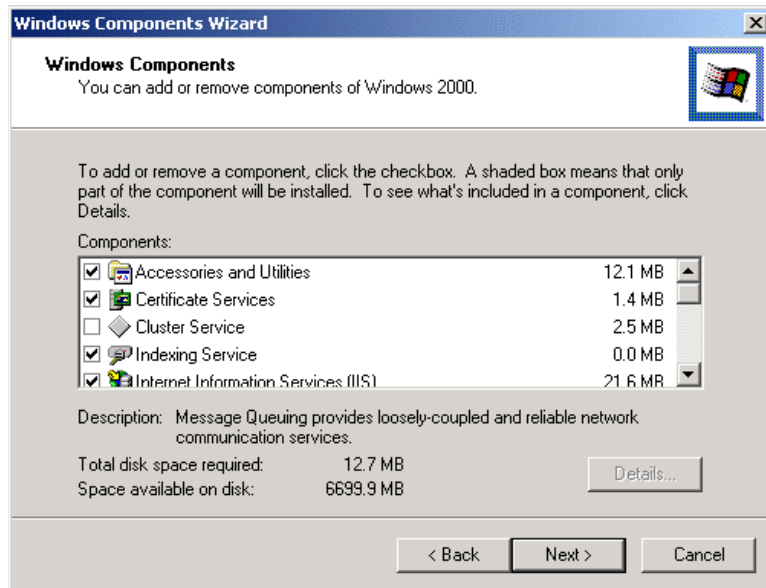 Windows Components Wizard
Windows Components
You can add or remove components of Windows 2000.
To add or remove a component, click the checkbox. A shaded box means that only
part of the component will be installed. To see what's included in a component, click
Details.
Components:
Accessories and Utilities 12.1 MB
Certificate Services 1.4 MB
Cluster Service 2.5 MB
Indexing Service 0.0 MB
Internet Information Services (IIS) 21.6 MB
Description: Message Queuing provides loosely-coupled and reliable network
communication services.
Total disk space required: 12.7 MB
Space available on disk: 6699.9 MB
Details...
< Back Next > Cancel